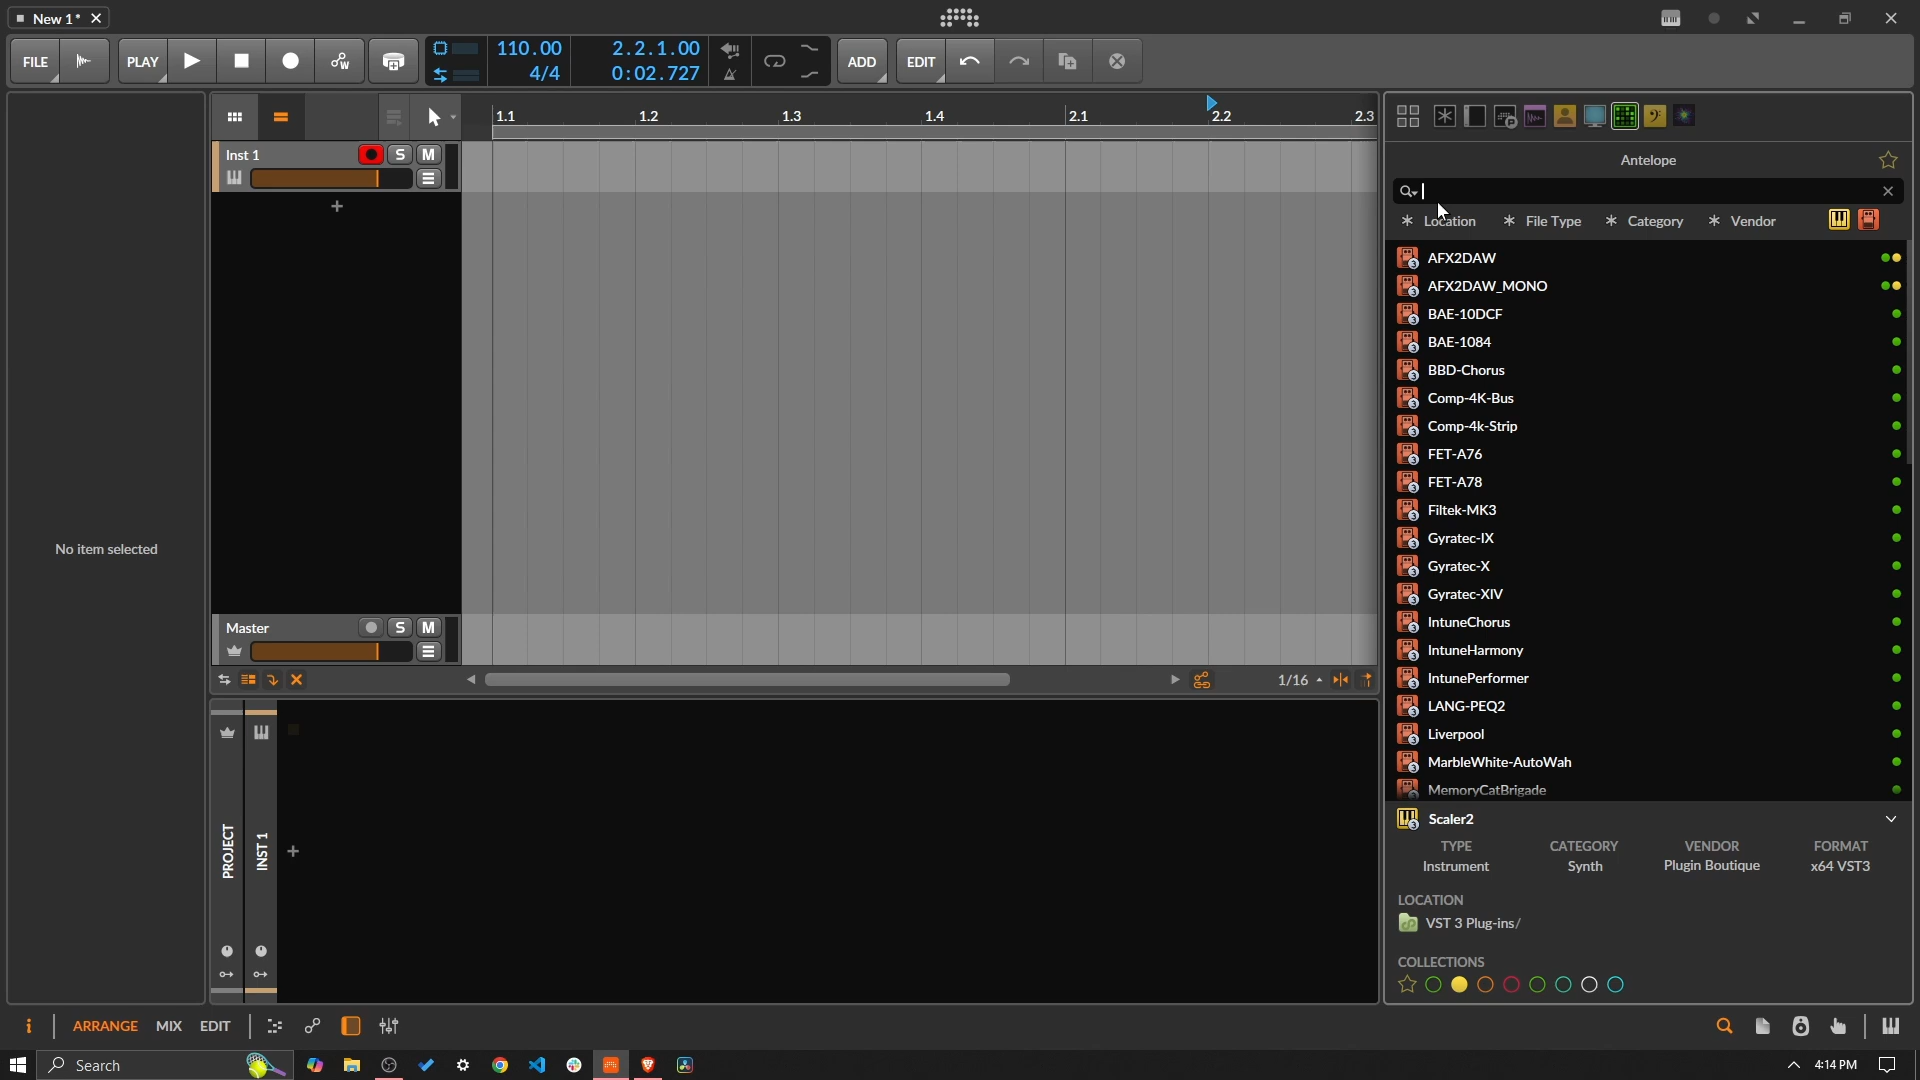 New 1*
FILE
PLAY
110.00
4/4
2.2.1.00
0:02.727
ADD
EDIT
1.1
1.2
1.3
1.4
2.1
2.2
2.3
Inst 1
S
M
No item selected
Master
S
M
1/16
PROJECT
INST 1
Antelope
Location
File Type
Category
Vendor
AFX2DAW
AFX2DAW_MONO
BAE-10DCF
BAE-1084
BBD-Chorus
Comp-4K-Bus
Comp-4k-Strip
FET-A76
FET-A78
Filtek-MK3
Gyratec-IX
Gyratec-X
Gyratec-XIV
IntuneChorus
IntuneHarmony
IntunePerformer
LANG-PEQ2
Liverpool
MarbleWhite-AutoWah
MemoryCatBrigade
Scaler2
TYPE CATEGORY VENDOR FORMAT
Instrument Synth Plugin Boutique x64 VST3
LOCATION
VST 3 Plug-ins/
COLLECTIONS
i
ARRANGE MIX EDIT
Search
4:14 PM